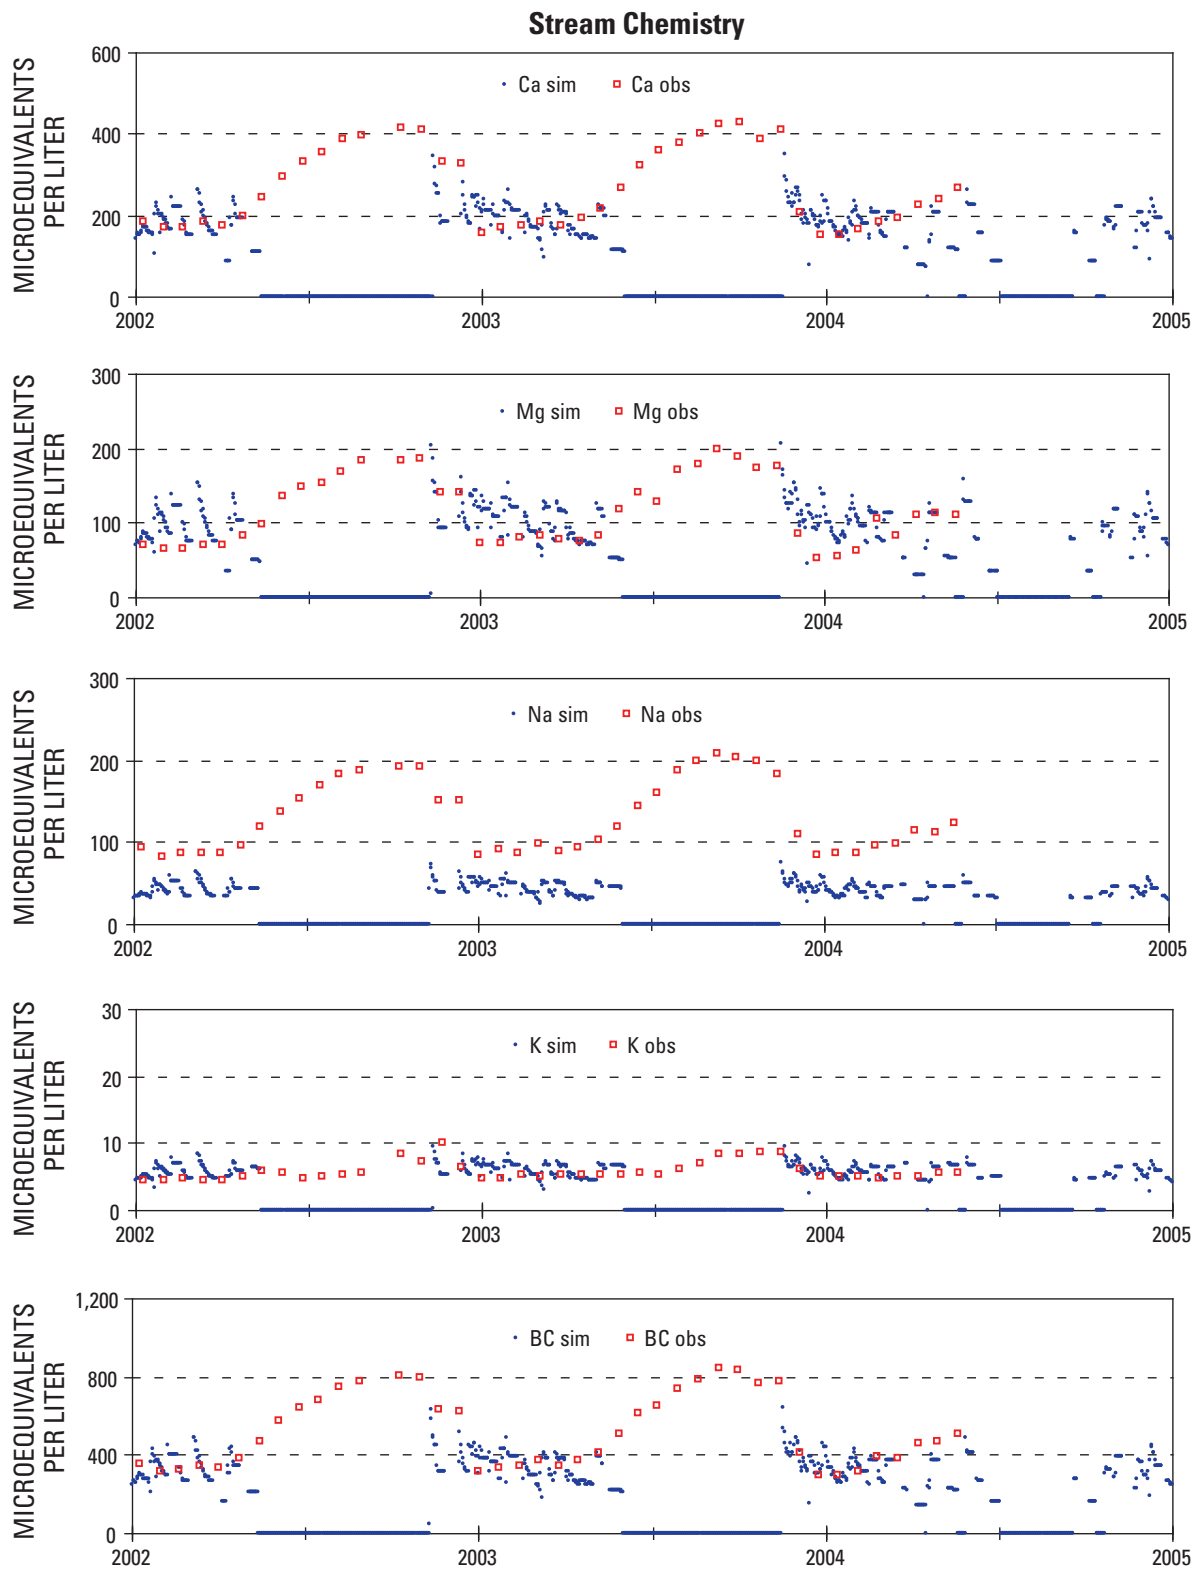 Stream Chemistry
MICROEQUIVALENTS
PER LITER
600
400
200
0
Ca sim
Ca obs
2002
2003
2004
2005
MICROEQUIVALENTS
PER LITER
300
200
100
0
Mg sim
Mg obs
2002
2003
2004
2005
MICROEQUIVALENTS
PER LITER
300
200
100
0
Na sim
Na obs
2002
2003
2004
2005
MICROEQUIVALENTS
PER LITER
30
20
10
0
K sim
K obs
2002
2003
2004
2005
MICROEQUIVALENTS
PER LITER
1,200
800
400
0
BC sim
BC obs
2002
2003
2004
2005